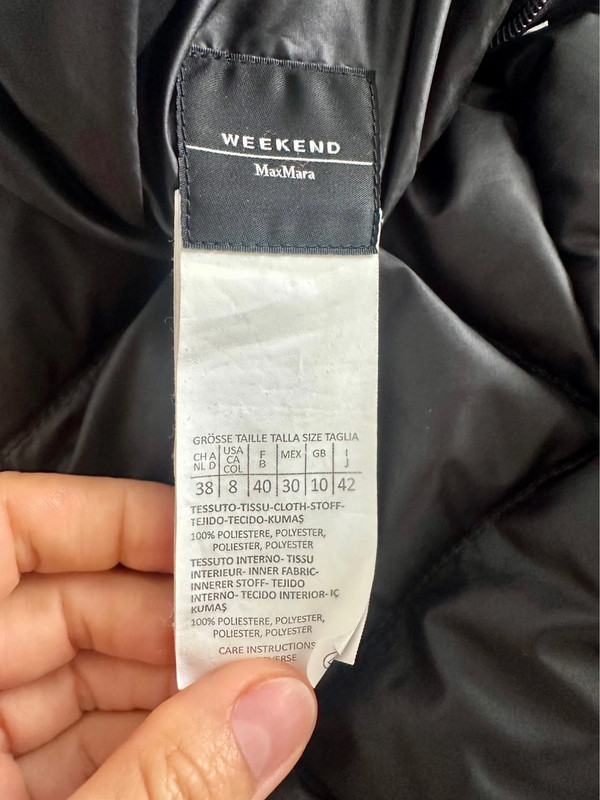 WEEKEND
MaxMara
GRÖSSE TAILLE TALLA SIZE TAGLIA
CH A NL D USA CA COL F B MEX GB I J
38 8 40 30 10 42
TESSUTO-TISSU-CLOTH-STOFF-
TEJIDO-TECIDO-KUMAŞ
100% POLIESTERE, POLYESTER,
POLIESTER, POLYESTER
TESSUTO INTERNO- TISSU
INTERIEUR- INNER FABRIC-
INNERER STOFF- TEJIDO
INTERNO- TECIDO INTERIOR- IÇ
KUMAŞ
100% POLIESTERE, POLYESTER,
POLIESTER, POLYESTER
CARE INSTRUCTIONS